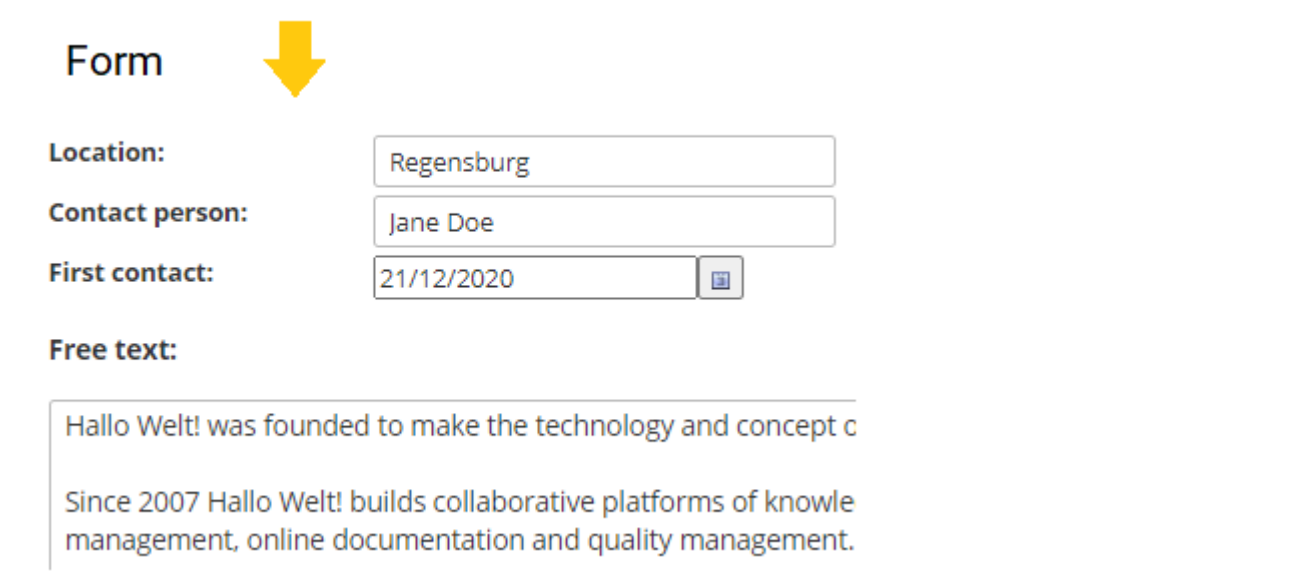 Form
Location:
Regensburg
Contact person:
Jane Doe
First contact:
21/12/2020
Free text:
Hallo Welt! was founded to make the technology and concept
Since 2007 Hallo Welt! builds collaborative platforms of
management, online documentation and quality management.